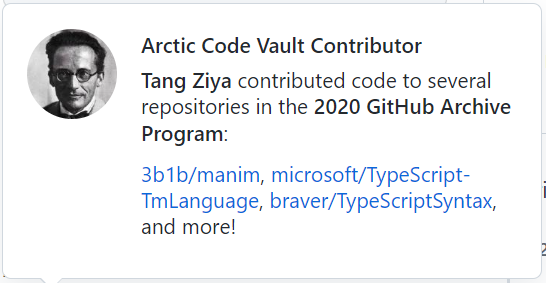 Arctic Code Vault Contributor
Tang Ziya contributed code to several
repositories in the 2020 GitHub Archive
Program:
3b1b/manim, microsoft/TypeScript-
TmLanguage, braver/TypeScriptSyntax,
and more!